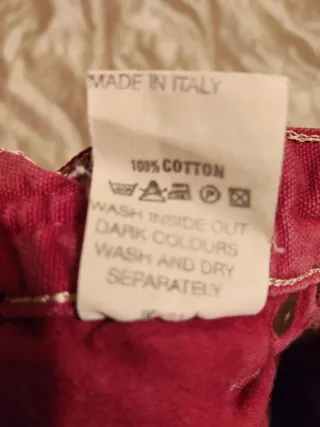 MADE IN ITALY
100% COTTON
WASH INSIDE OUT
DARK COLOURS
WASH AND DRY
SEPARATELY